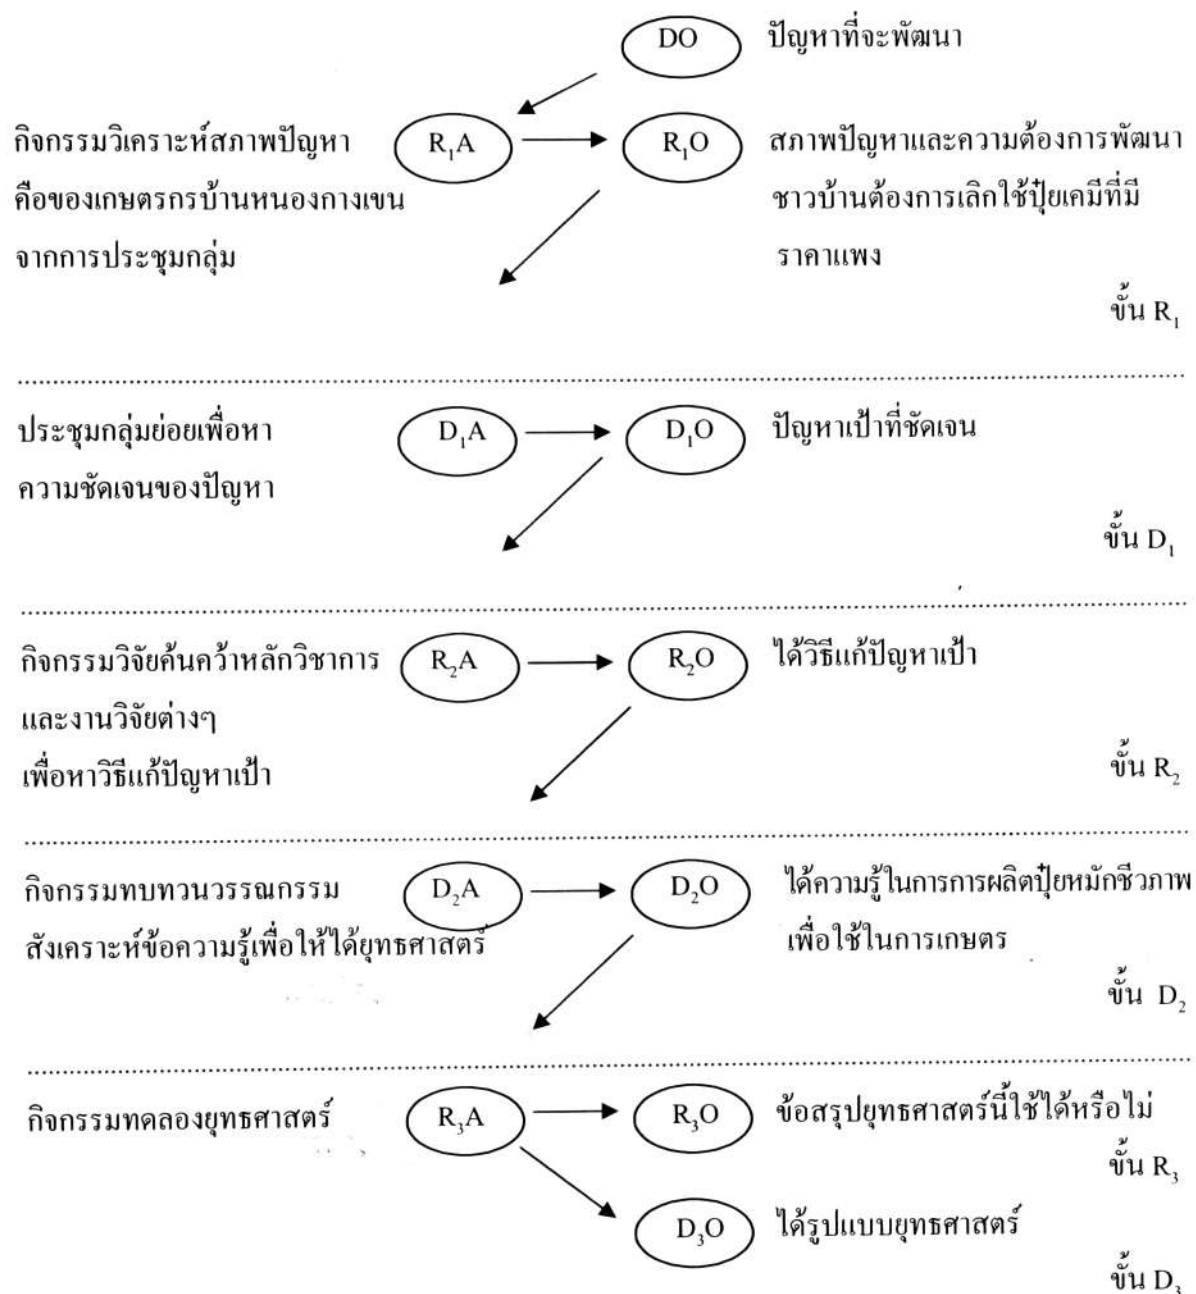 DO ปัญหาที่จะพัฒนา
กิจกรรมวิเคราะห์สภาพปัญหา R₁A R₁O สภาพปัญหาและความต้องการพัฒนา
คือของเกษตรกรบ้านหนองกางเขน ชาวบ้านต้องการเลิกใช้ปุ๋ยเคมีที่มี
จากการประชุมกลุ่ม ราคาแพง
ขั้น R₁
ประชุมกลุ่มย่อยเพื่อหา D₁A D₁O ปัญหาเป้าที่ชัดเจน
ความชัดเจนของปัญหา
ขั้น D₁
กิจกรรมวิจัยค้นคว้าหลักวิชาการ R₂A R₂O ได้วิธีแก้ปัญหาเป้า
และงานวิจัยต่างๆ
เพื่อหาวิธีแก้ปัญหาเป้า ขั้น R₂
กิจกรรมทบทวนวรรณกรรม D₂A D₂O ได้ความรู้ในการการผลิตปุ๋ยหมักชีวภาพ
สังเคราะห์ข้อความรู้เพื่อให้ได้ยุทธศาสตร์ เพื่อใช้ในการเกษตร
ขั้น D₂
กิจกรรมทดลองยุทธศาสตร์ R₃A R₃O ข้อสรุปยุทธศาสตร์นี้ใช้ได้หรือไม่
ขั้น R₃
D₃O ได้รูปแบบยุทธศาสตร์
ขั้น D₃